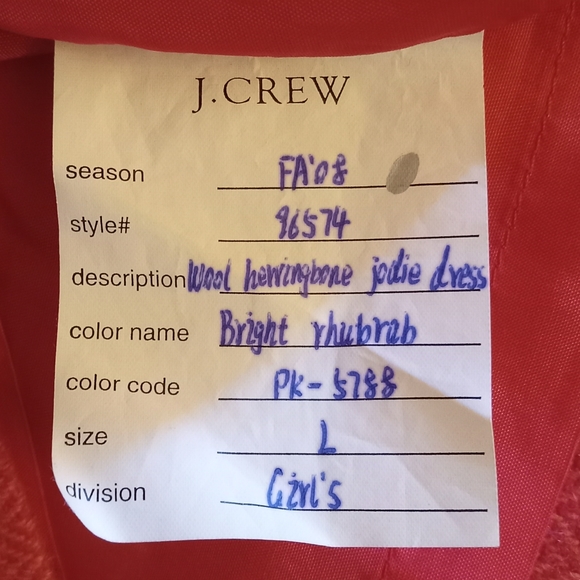 J.CREW
season FA'08
style# 96574
description Wool herringbone jodie dress
color name Bright rhubrab
color code PK-5788
size L
division Girl's